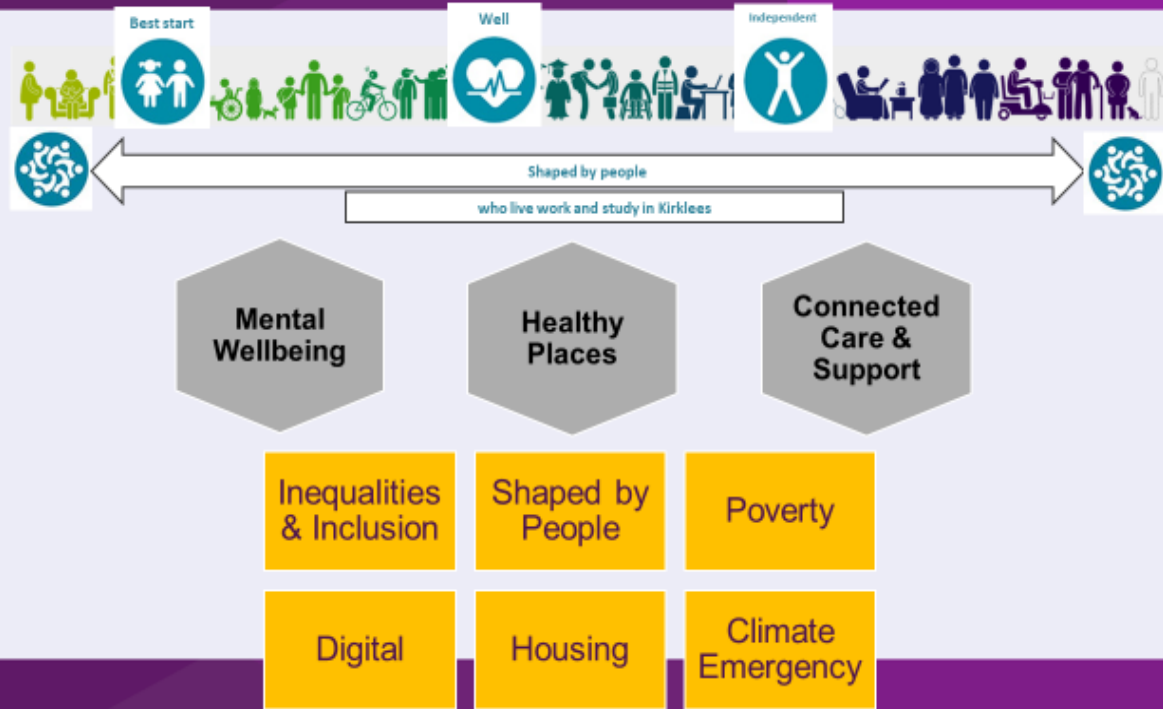 Best start
Well
Independent
Shaped by people
who live work and study in Kirklees
Mental
Wellbeing
Healthy
Places
Connected
Care &
Support
Inequalities
& Inclusion
Shaped by
People
Poverty
Digital
Housing
Climate
Emergency